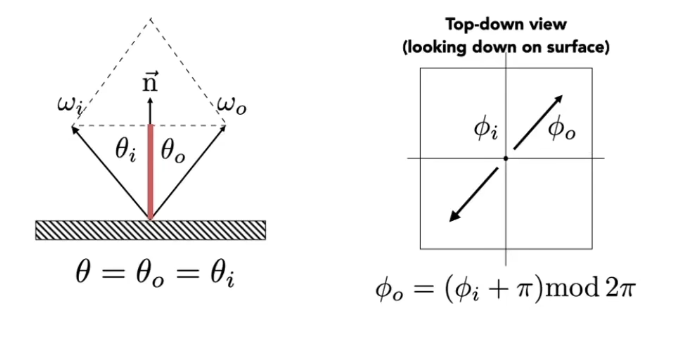 Top-down view
(looking down on surface)
n⃗
ωᵢ
ωₒ
θᵢ
θₒ
ϕᵢ
ϕₒ
θ = θₒ = θᵢ
ϕₒ = (ϕᵢ + π)mod 2π